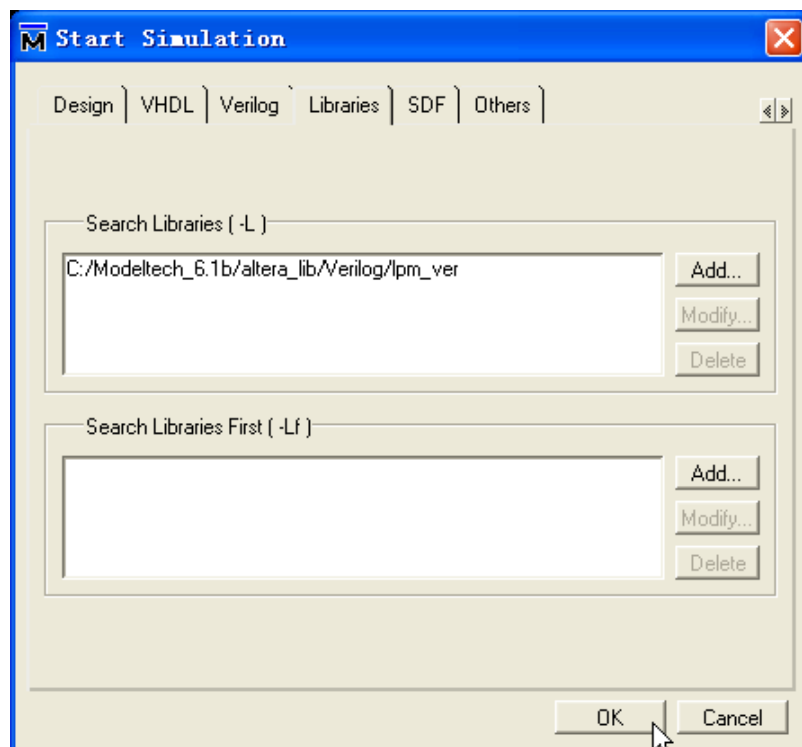 Start Simulation
Design VHDL Verilog Libraries SDF Others
Search Libraries ( -L )
C:/Modeltech_6.1b/altera_lib/Verilog/lpm_ver
Add...
Modify...
Delete
Search Libraries First ( -Lf )
Add...
Modify...
Delete
OK Cancel